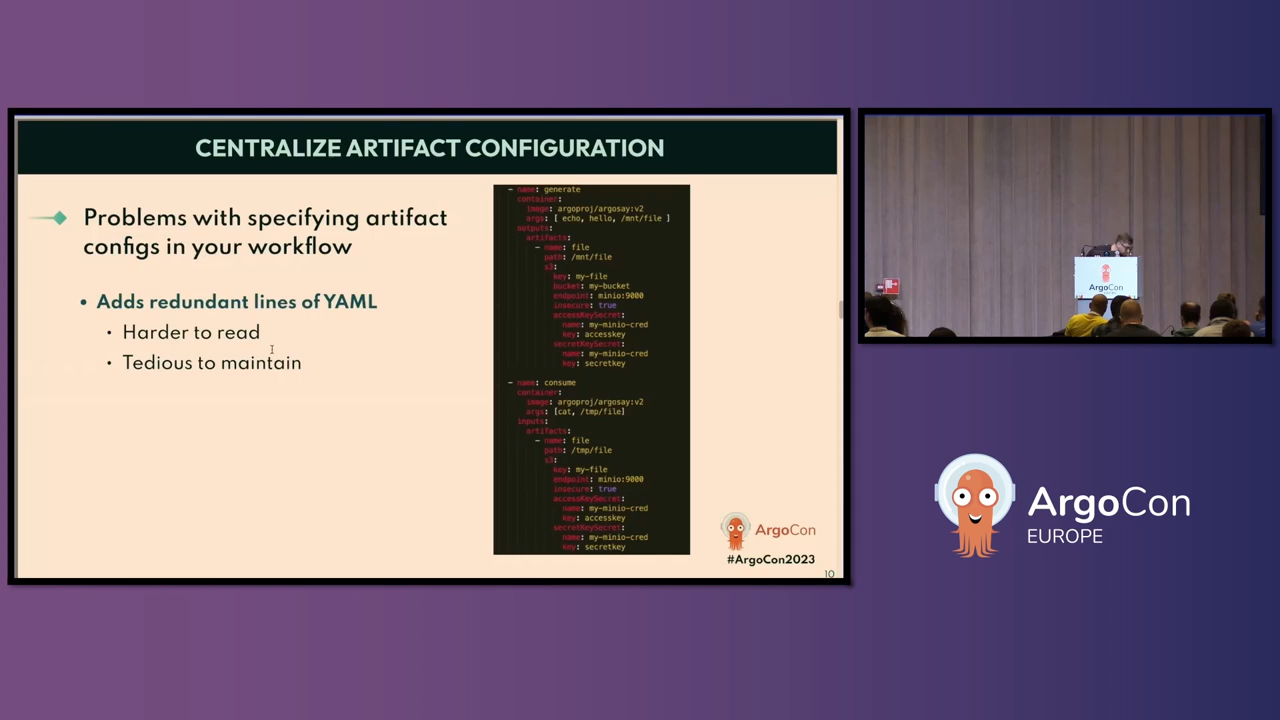 CENTRALIZE ARTIFACT CONFIGURATION
Problems with specifying artifact
configs in your workflow
• Adds redundant lines of YAML
• Harder to read
• Tedious to maintain
- name: generate
container:
image: argoproj/argosay:v2
args: [ echo, hello, /mnt/file ]
outputs:
artifacts:
- name: file
path: /mnt/file
s3:
key: my-file
bucket: my-bucket
endpoint: minio:9000
insecure: true
accessKeySecret:
name: my-minio-cred
key: accesskey
secretKeySecret:
name: my-minio-cred
key: secretkey
- name: consume
container:
image: argoproj/argosay:v2
args: [cat, /tmp/file]
inputs:
artifacts:
- name: file
path: /tmp/file
s3:
key: my-file
endpoint: minio:9000
insecure: true
accessKeySecret:
name: my-minio-cred
key: accesskey
secretKeySecret:
name: my-minio-cred
key: secretkey
ArgoCon
#ArgoCon2023
10
ArgoCon
ArgoCon
EUROPE